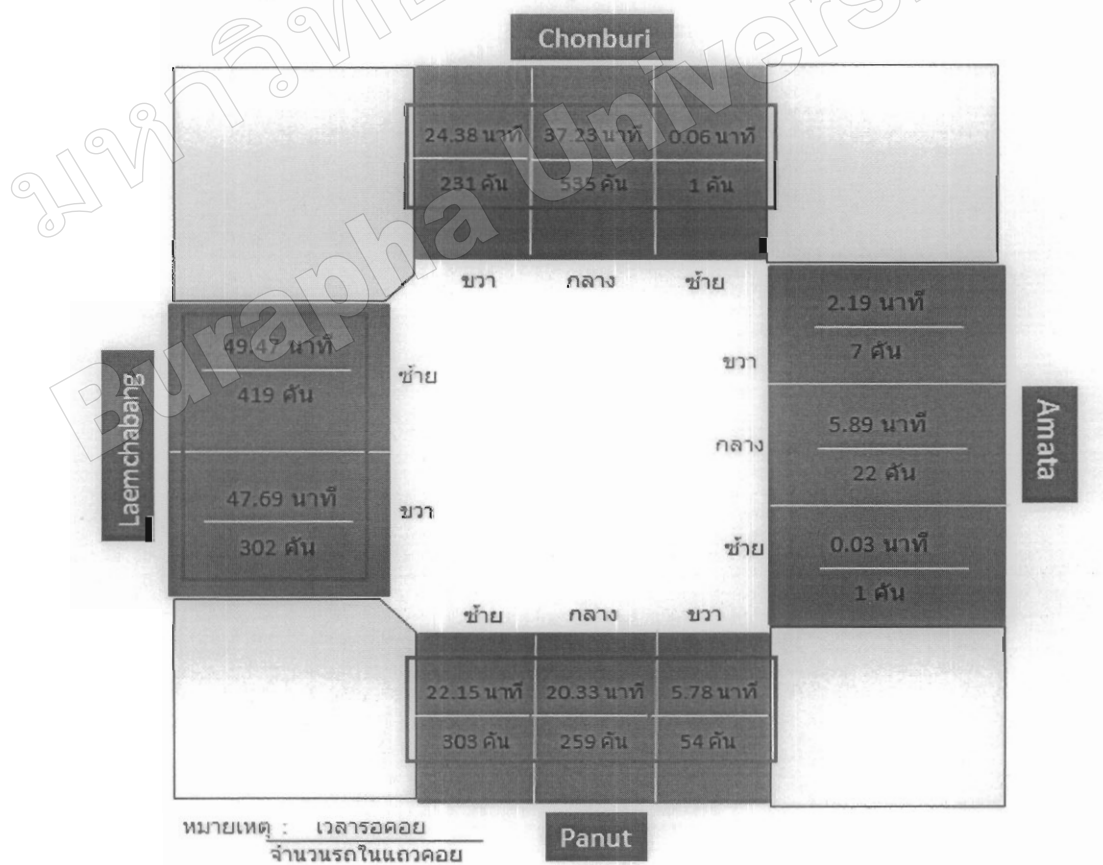 มหาวิทย
Burapha Univers
Chonburi
24.38 นาที 37.23 นาที 0.06 นาที
231 คัน 535 คัน 1 คัน
ขวา กลาง ซ้าย
Laemchabang
49.47 นาที
419 คัน
ซ้าย
47.69 นาที
302 คัน
ขวา
2.19 นาที
7 คัน
ขวา
5.89 นาที
22 คัน
กลาง
0.03 นาที
1 คัน
ซ้าย
Amata
ซ้าย กลาง ขวา
22.15 นาที 20.33 นาที 5.78 นาที
303 คัน 259 คัน 54 คัน
Panut
หมายเหตุ : เวลารอคอย
จำนวนรถในแถวคอย